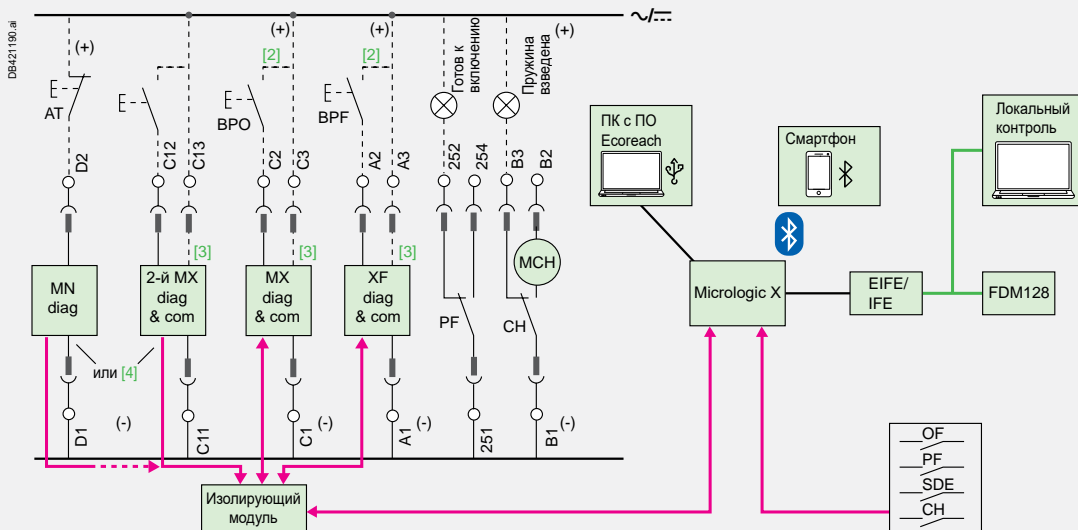 DB421190.ai
(+)
AT
D2
C12
C13
(+)
[2]
BPO
C2
C3
(+)
[2]
BPF
A2
A3
Готов к
включению
252
254
Пружина
взведена
(+)
B3
B2
[3]
[3]
[3]
MN
diag
2-й MX
diag
& com
MX
diag
& com
XF
diag
& com
PF
MCH
CH
или [4]
D1
(-)
C11
C1
(-)
A1
(-)
251
B1
(-)
Изолирующий
модуль
ПК с ПО
Ecoreach
Смартфон
Локальный
контроль
Micrologic X
EIFE/
IFE
FDM128
OF
PF
SDE
CH